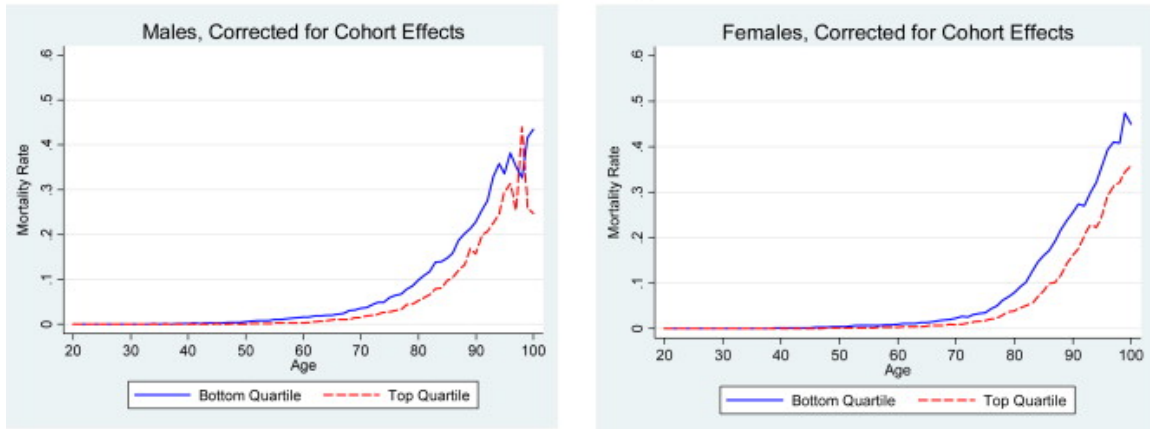 Males, Corrected for Cohort Effects
Mortality Rate
.6
.5
.4
.3
.2
.1
0
20 30 40 50 60 70 80 90 100
Age
Bottom Quartile Top Quartile
Females, Corrected for Cohort Effects
Mortality Rate
.6
.5
.4
.3
.2
.1
0
20 30 40 50 60 70 80 90 100
Age
Bottom Quartile Top Quartile